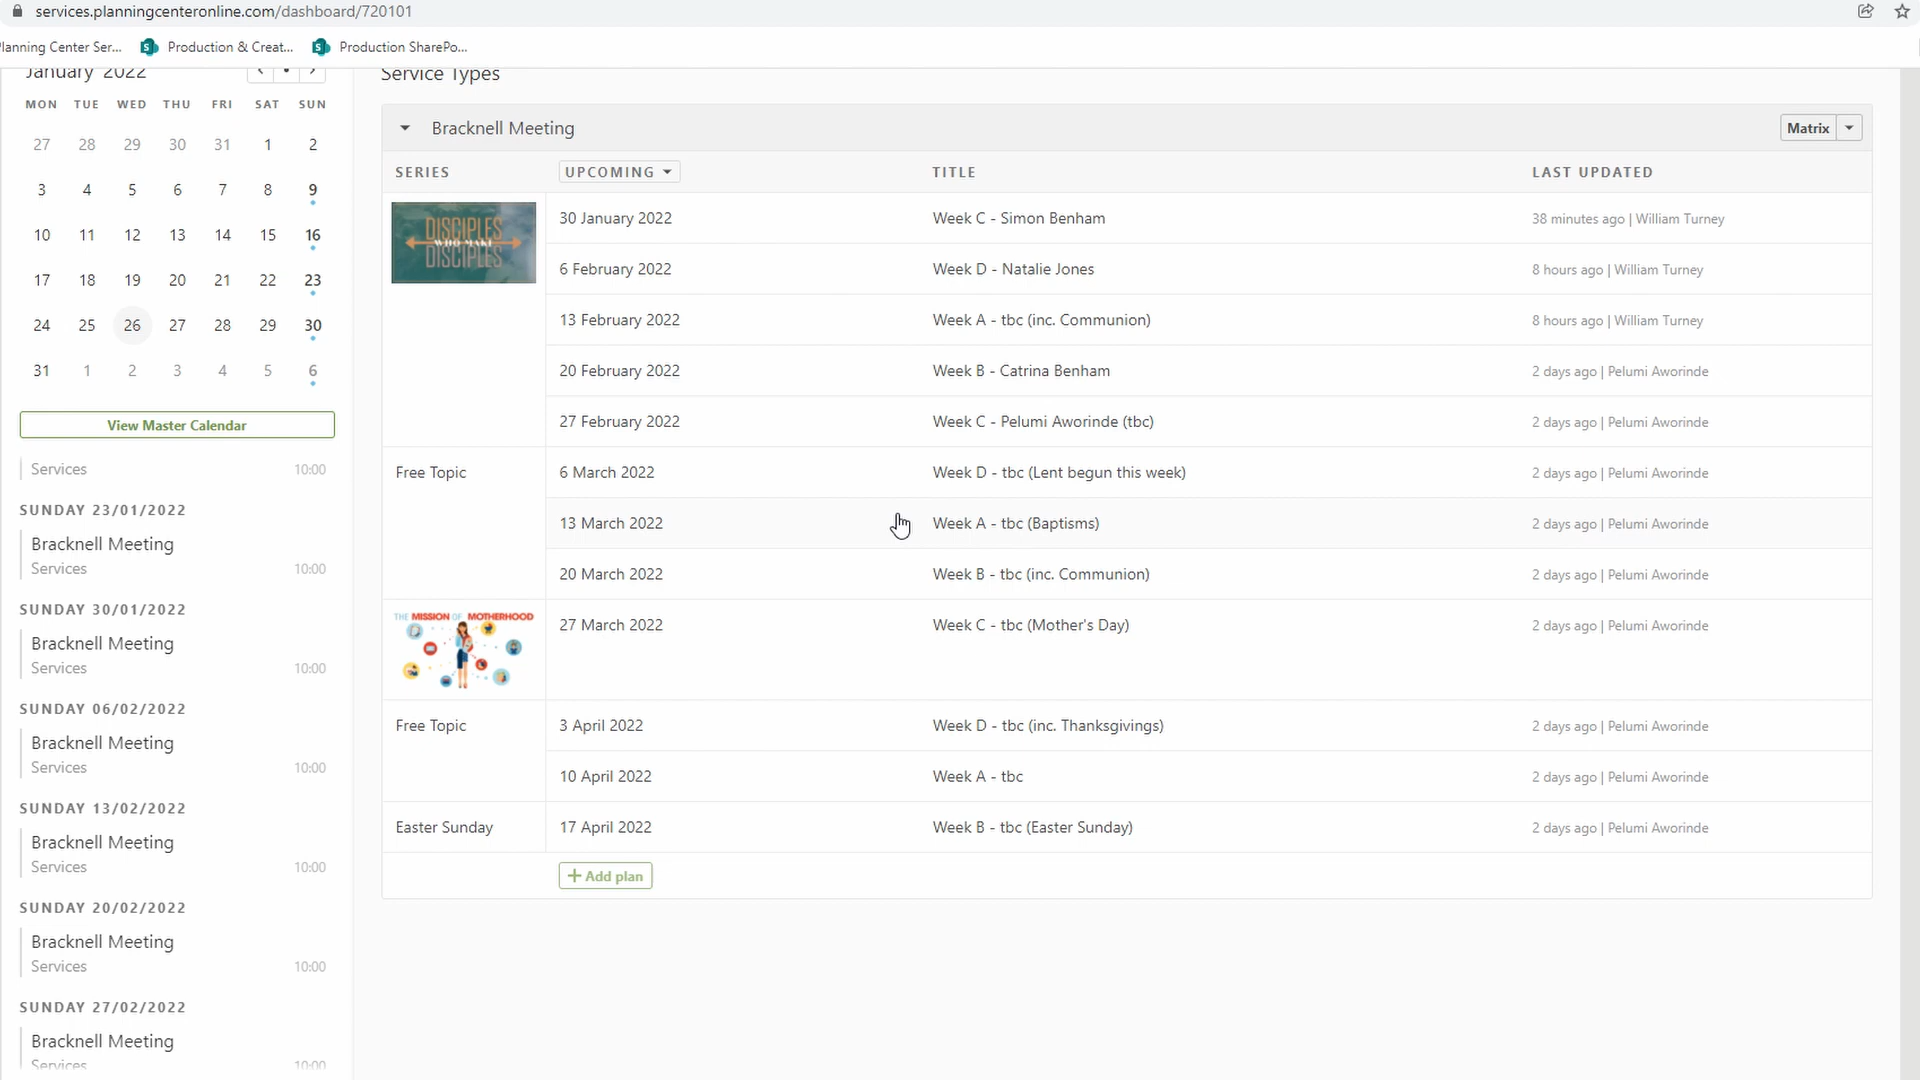 services.planningcenteronline.com/dashboard/720101
lanning Center Ser... Production & Creat... Production SharePo...
January 2022
MON TUE WED THU FRI SAT SUN
27 28 29 30 31 1 2
3 4 5 6 7 8 9
10 11 12 13 14 15 16
17 18 19 20 21 22 23
24 25 26 27 28 29 30
31 1 2 3 4 5 6
View Master Calendar
Services 10:00
SUNDAY 23/01/2022
Bracknell Meeting
Services 10:00
SUNDAY 30/01/2022
Bracknell Meeting
Services 10:00
SUNDAY 06/02/2022
Bracknell Meeting
Services 10:00
SUNDAY 13/02/2022
Bracknell Meeting
Services 10:00
SUNDAY 20/02/2022
Bracknell Meeting
Services 10:00
SUNDAY 27/02/2022
Bracknell Meeting
Services 10:00
Service Types
Bracknell Meeting Matrix
SERIES UPCOMING TITLE LAST UPDATED
DISCIPLES
WHO MAKE
DISCIPLES
30 January 2022 Week C - Simon Benham 38 minutes ago | William Turney
6 February 2022 Week D - Natalie Jones 8 hours ago | William Turney
13 February 2022 Week A - tbc (inc. Communion) 8 hours ago | William Turney
20 February 2022 Week B - Catrina Benham 2 days ago | Pelumi Aworinde
27 February 2022 Week C - Pelumi Aworinde (tbc) 2 days ago | Pelumi Aworinde
Free Topic 6 March 2022 Week D - tbc (Lent begun this week) 2 days ago | Pelumi Aworinde
13 March 2022 Week A - tbc (Baptisms) 2 days ago | Pelumi Aworinde
20 March 2022 Week B - tbc (inc. Communion) 2 days ago | Pelumi Aworinde
THE MISSION OF MOTHERHOOD
27 March 2022 Week C - tbc (Mother's Day) 2 days ago | Pelumi Aworinde
Free Topic 3 April 2022 Week D - tbc (inc. Thanksgivings) 2 days ago | Pelumi Aworinde
10 April 2022 Week A - tbc 2 days ago | Pelumi Aworinde
Easter Sunday 17 April 2022 Week B - tbc (Easter Sunday) 2 days ago | Pelumi Aworinde
+ Add plan